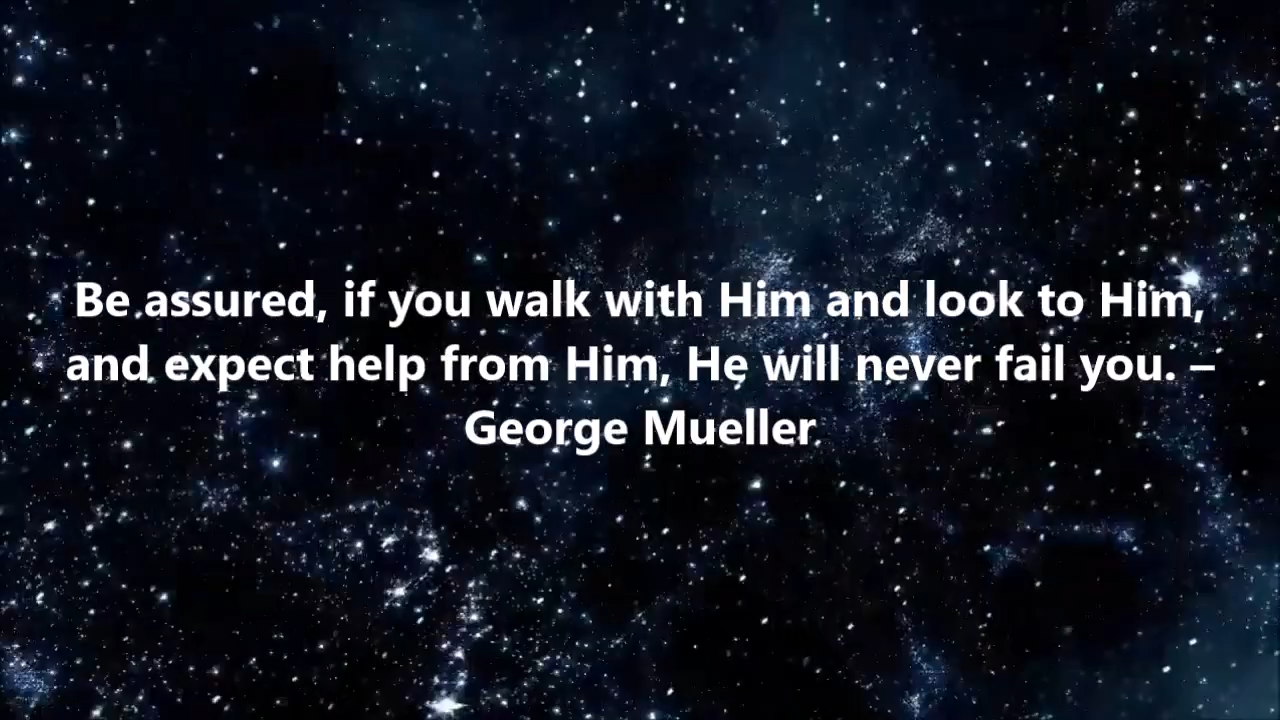 Be assured, if you walk with Him and look to Him,
and expect help from Him, He will never fail you. –
George Mueller